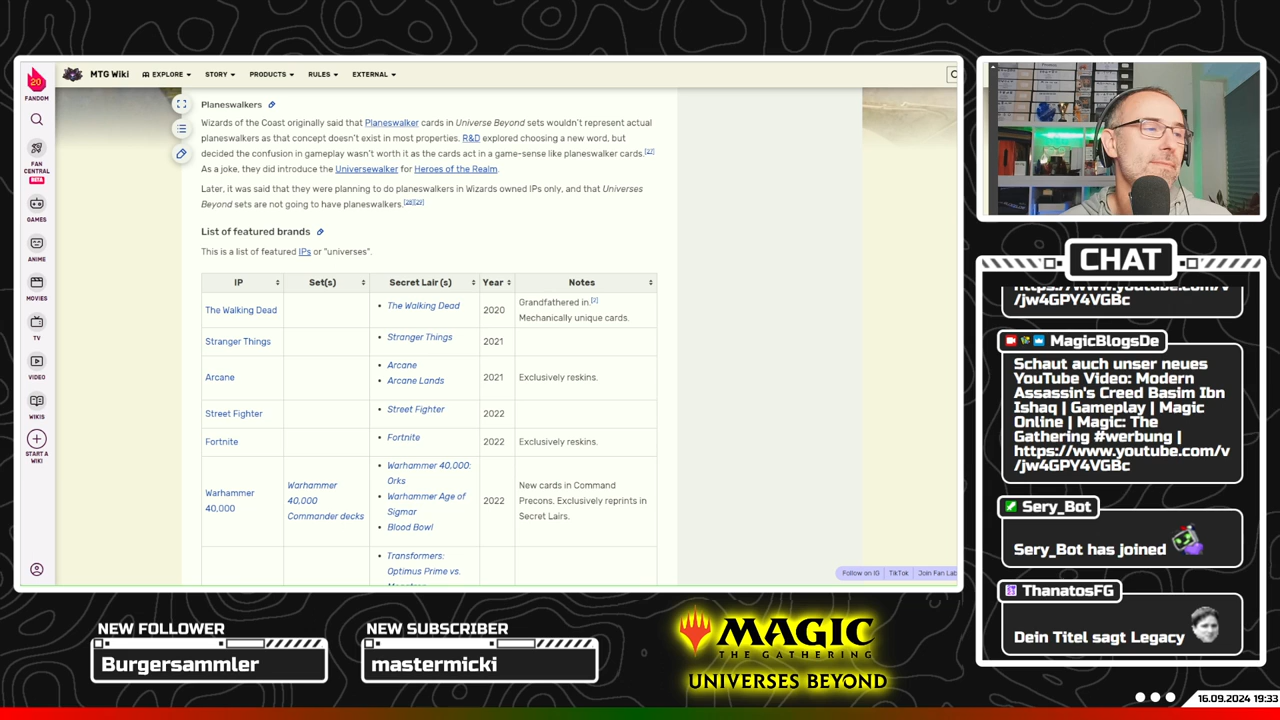 20
FANDOM
FAN CENTRAL
BETA
GAMES
ANIME
MOVIES
TV
VIDEO
WIKIS
START A WIKI
MTG Wiki
EXPLORE
STORY
PRODUCTS
RULES
EXTERNAL
Planeswalkers
Wizards of the Coast originally said that Planeswalker cards in Universe Beyond sets wouldn't represent actual
planeswalkers as that concept doesn't exist in most properties. R&D explored choosing a new word, but
decided the confusion in gameplay wasn't worth it as the cards act in a game-sense like planeswalker cards.[27]
As a joke, they did introduce the Universewalker for Heroes of the Realm.
Later, it was said that they were planning to do planeswalkers in Wizards owned IPs only, and that Universes
Beyond sets are not going to have planeswalkers.[28][29]
List of featured brands
This is a list of featured IPs or "universes".
IP Set(s) Secret Lair(s) Year Notes
The Walking Dead • The Walking Dead 2020 Grandfathered in.[2]
Mechanically unique cards.
Stranger Things • Stranger Things 2021
Arcane • Arcane
• Arcane Lands 2021 Exclusively reskins.
Street Fighter • Street Fighter 2022
Fortnite • Fortnite 2022 Exclusively reskins.
Warhammer
40,000
Warhammer
40,000
Commander decks
• Warhammer 40,000:
Orks
• Warhammer Age of
Sigmar
• Blood Bowl
2022
New cards in Command
Precons. Exclusively reprints in
Secret Lairs.
• Transformers:
Optimus Prime vs.
Follow on IG
TikTok
Join Fan Lab
CHAT
https://www.youtube.com/v
/jw4GPY4VGBc
MagicBlogsDe
Schaut auch unser neues
YouTube Video: Modern
Assassin's Creed Basim Ibn
Ishaq | Gameplay | Magic
Online | Magic: The
Gathering #werbung |
https://www.youtube.com/v
/jw4GPY4VGBc
Sery_Bot
Sery_Bot has joined
ThanatosFG
Dein Titel sagt Legacy
NEW FOLLOWER
Burgersammler
NEW SUBSCRIBER
mastermicki
MAGIC
THE GATHERING
UNIVERSES BEYOND
16.09.2024 19:33